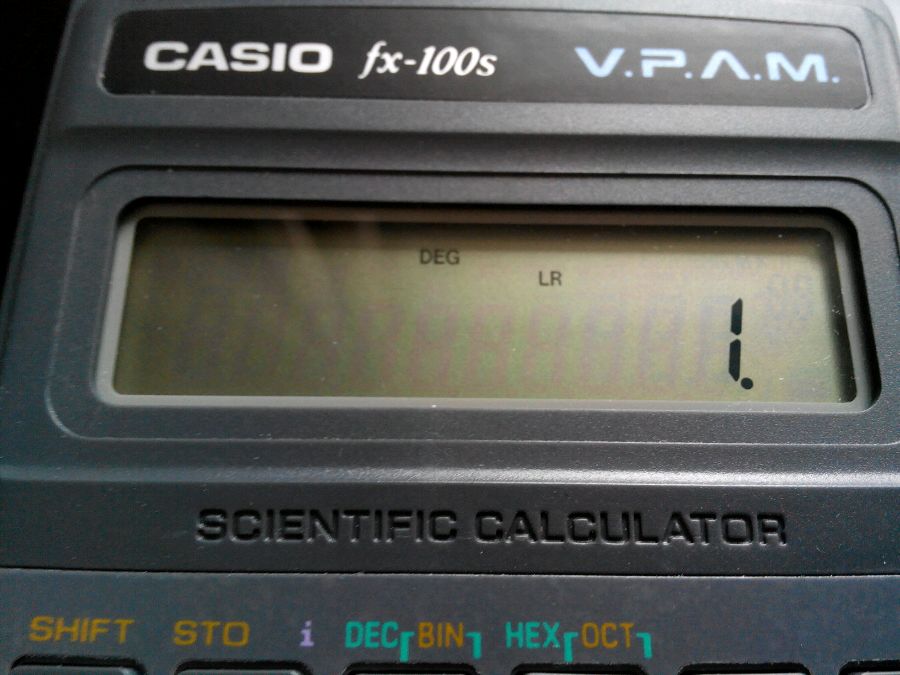 CASIO fx-100s V.P.A.M.
DEG
LR
1.
SCIENTIFIC CALCULATOR
SHIFT STO i DEC BIN HEX OCT